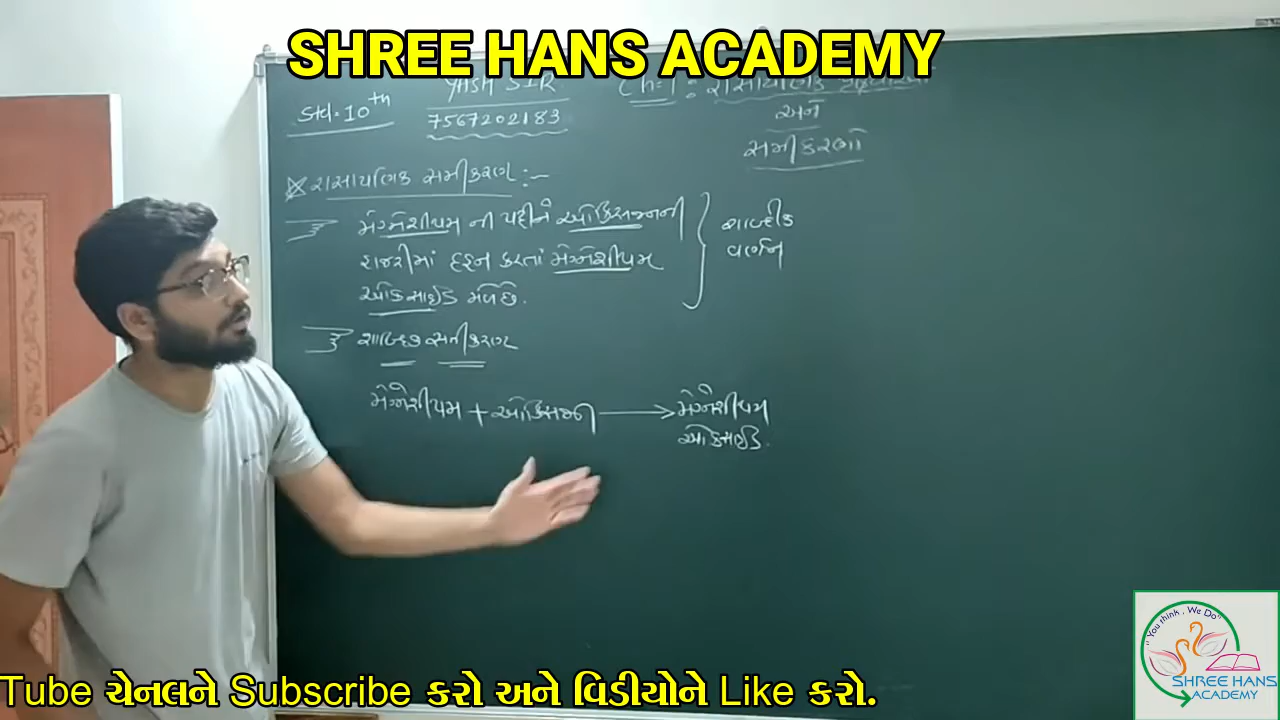 SHREE HANS ACADEMY
Std. 10th
YASH SIR
7567202183
Ch-1 : રાસાયણિક પ્રક્રિયાઓ
અને
સમીકરણો
રાસાયણિક સમીકરણ :-
મેગ્નેશીયમ ની પટ્ટીને ઓક્સિજનની
હાજરીમાં દહન કરતાં મેગ્નેશીયમ
ઓકસાઈડ મળે છે.
શાબ્દીક
વર્ણન
શાબ્દિક સમીકરણ
મેગ્નેશીયમ + ઓક્સિજન → મેગ્નેશીયમ
ઓક્સાઈડ.
"You think, We Do"
SHREE HANS
ACADEMY
Tube ચેનલને Subscribe કરો અને વિડીયોને Like કરો.